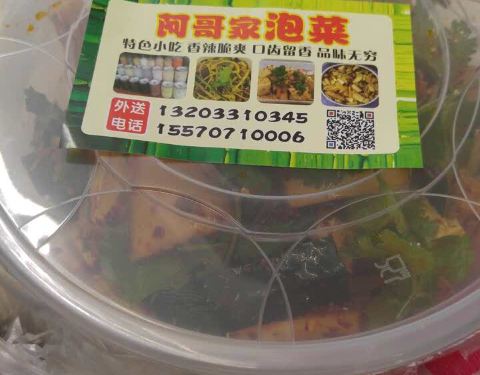 阿哥家泡菜
特色小吃 香辣脆爽 口齿留香 品味无穷
外送
电话
13203310345
15570710006